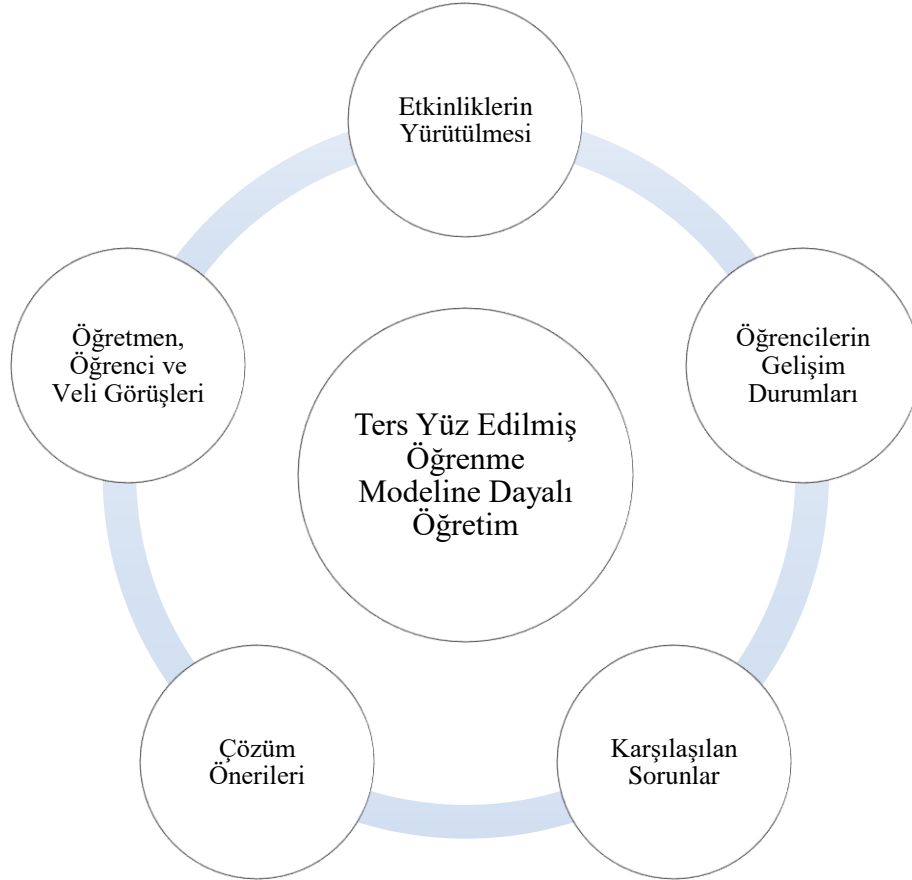 Etkinliklerin
Yürütülmesi
Öğretmen,
Öğrenci ve
Veli Görüşleri
Öğrencilerin
Gelişim
Durumları
Ters Yüz Edilmiş
Öğrenme
Modeline Dayalı
Öğretim
Çözüm
Önerileri
Karşılaşılan
Sorunlar